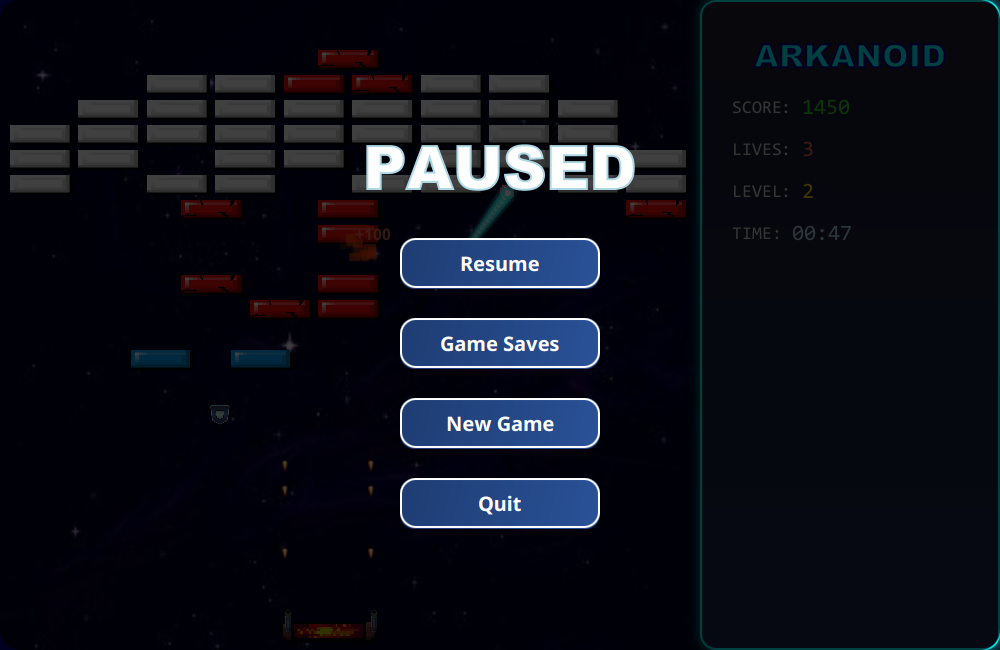 ARKANOID
SCORE: 1450
LIVES: 3
PAUSED
LEVEL: 2
+100
TIME: 00:47
Resume
Game Saves
New Game
Quit